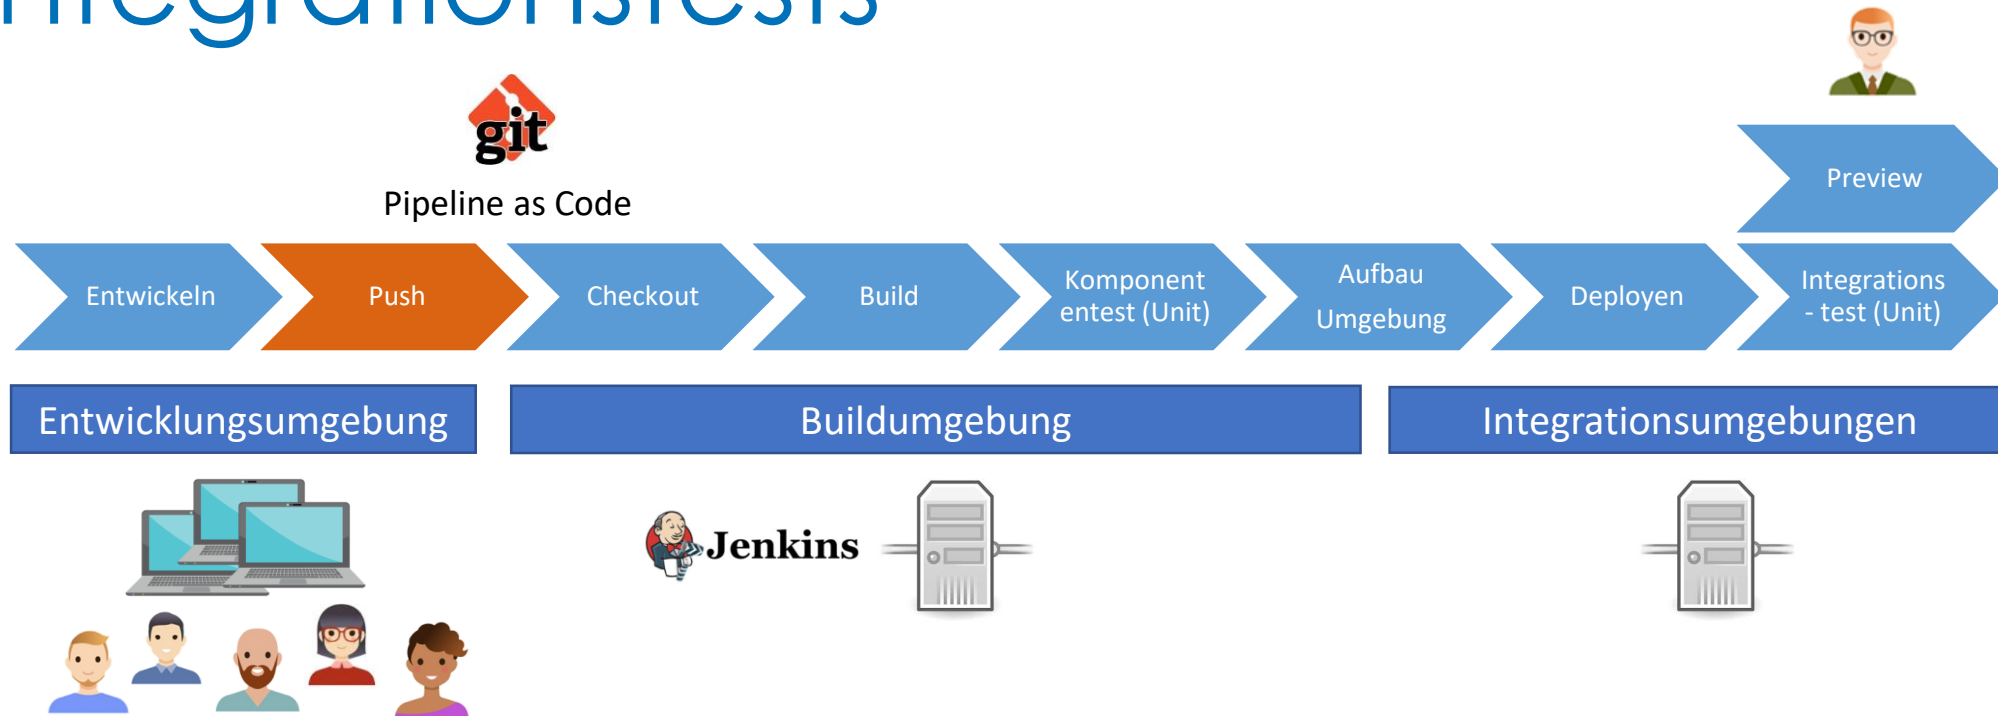 ntegrationstests
git
Pipeline as Code
Preview
Entwickeln
Push
Checkout
Build
Komponent
entest (Unit)
Aufbau
Umgebung
Deployen
Integrations
- test (Unit)
Entwicklungsumgebung
Buildumgebung
Integrationsumgebungen
Jenkins